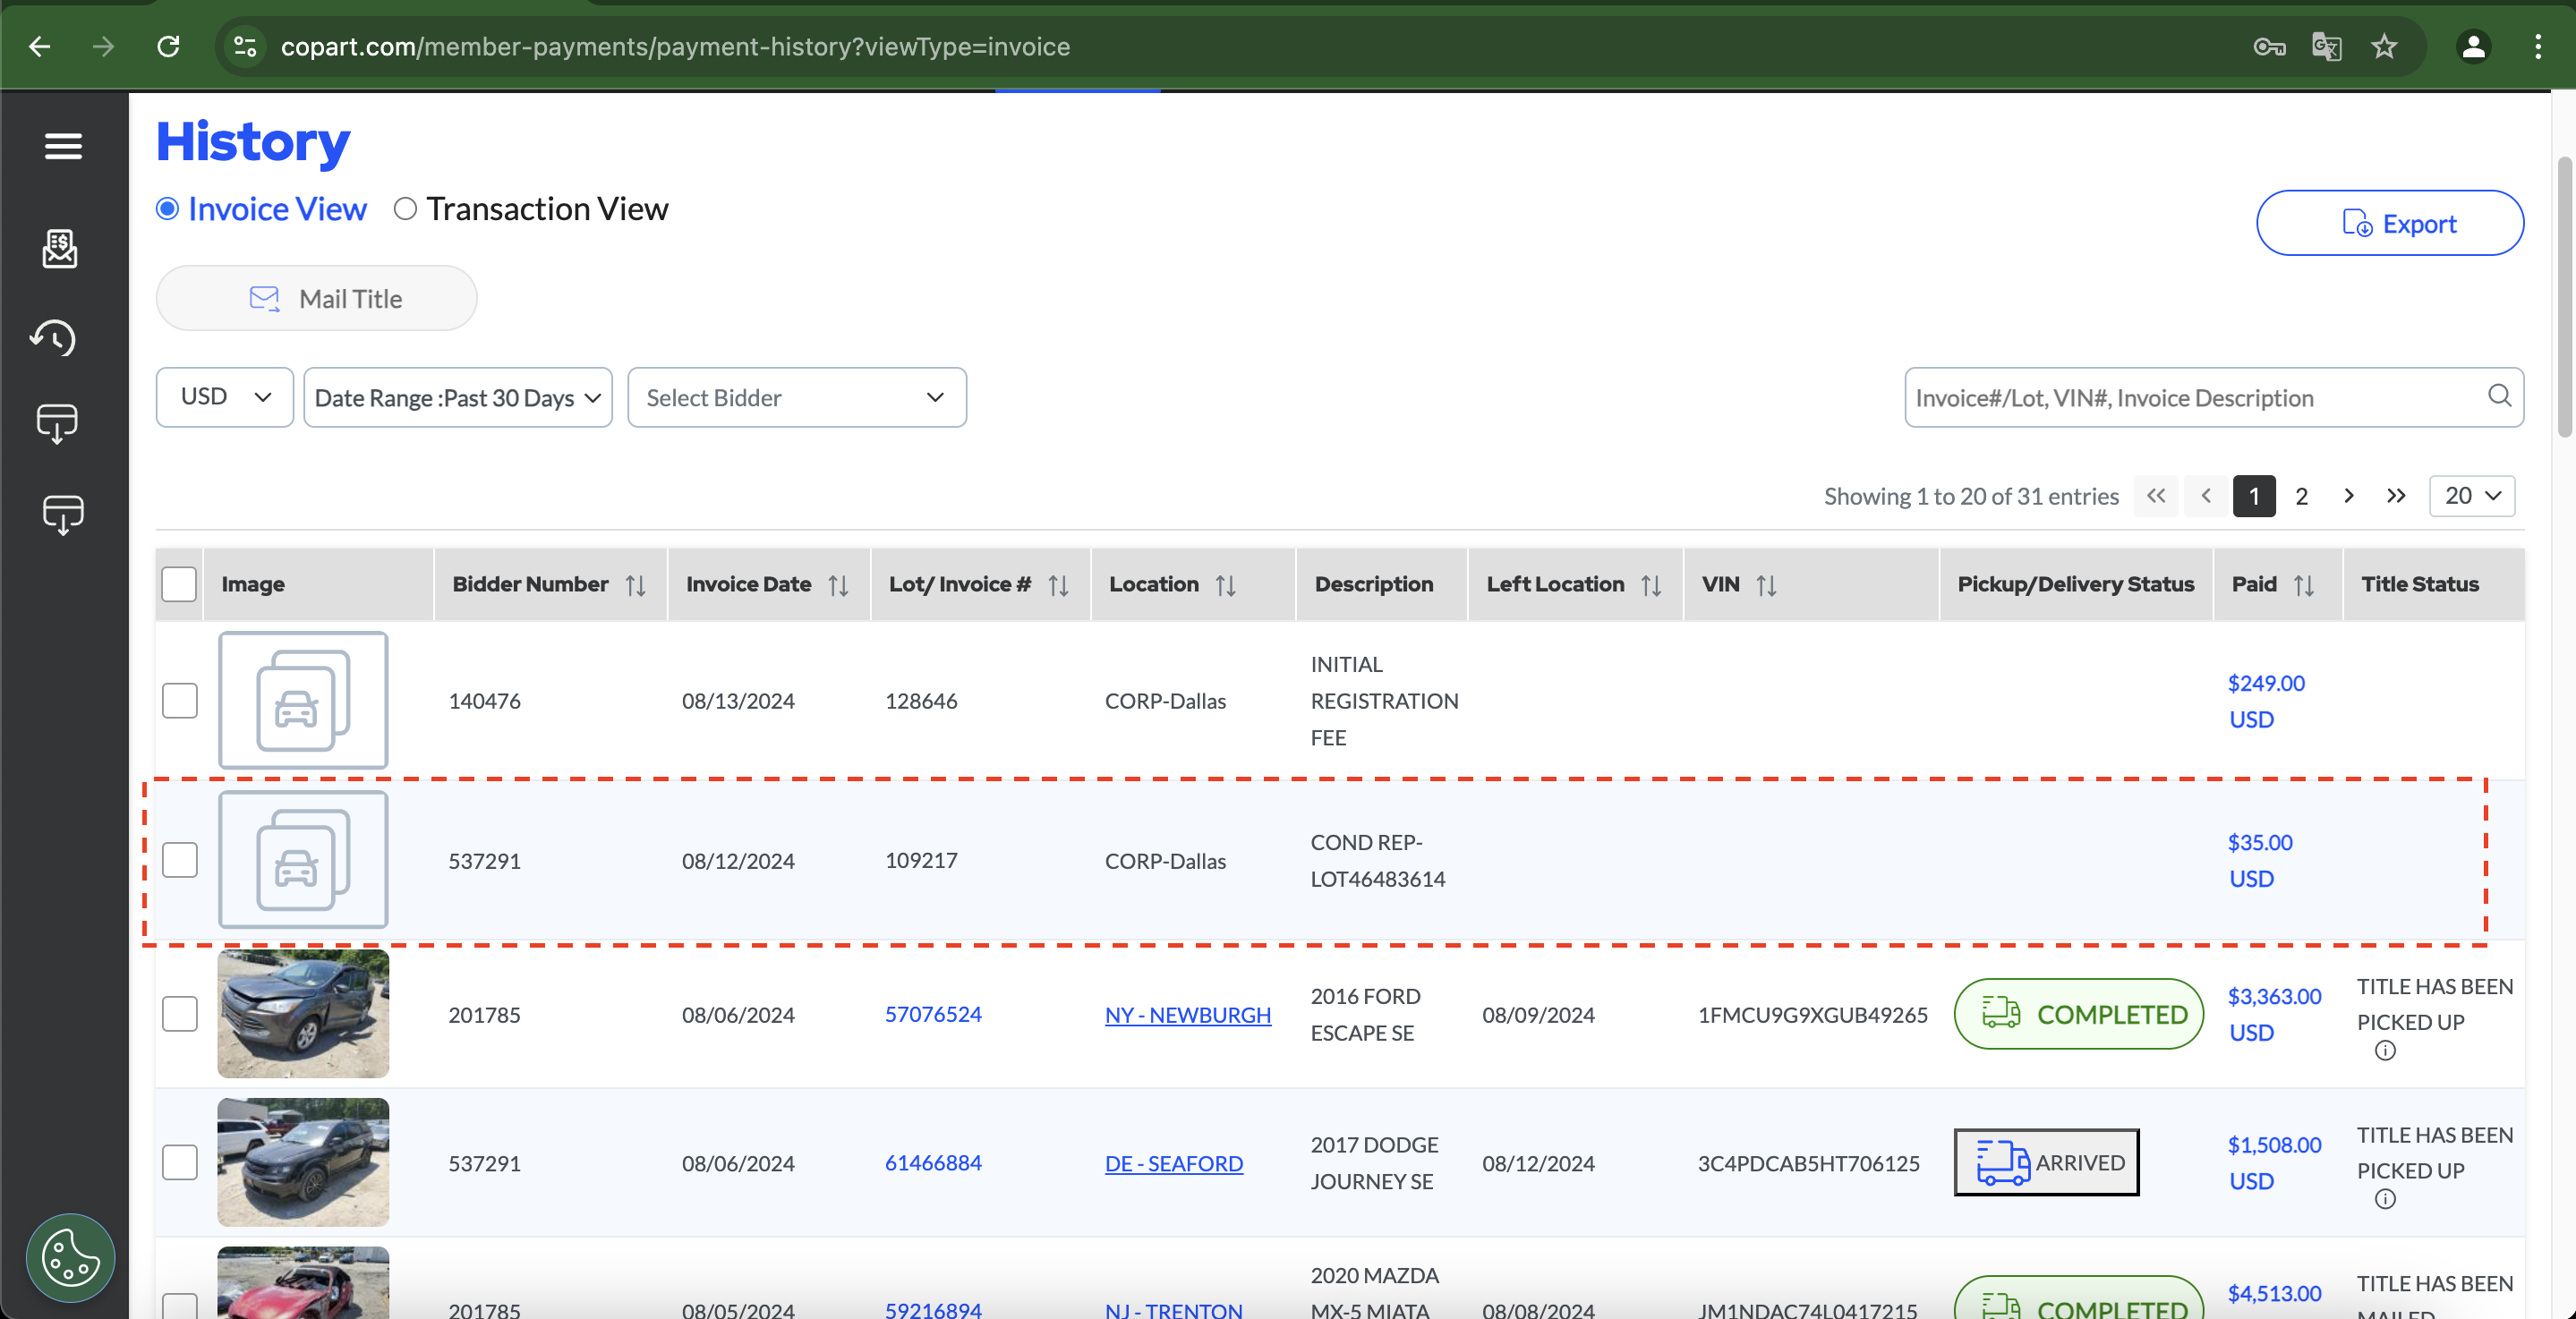 copart.com/member-payments/payment-history?viewType=invoice
History
Invoice View Transaction View
Export
Mail Title
USD Date Range :Past 30 Days Select Bidder Invoice#/Lot, VIN#, Invoice Description
Showing 1 to 20 of 31 entries « ‹ 1 2 › » 20
Image Bidder Number Invoice Date Lot/ Invoice # Location Description Left Location VIN Pickup/Delivery Status Paid Title Status
140476 08/13/2024 128646 CORP-Dallas INITIAL
REGISTRATION
FEE
$249.00
USD
537291 08/12/2024 109217 CORP-Dallas COND REP-
LOT46483614
$35.00
USD
201785 08/06/2024 57076524 NY - NEWBURGH 2016 FORD
ESCAPE SE
08/09/2024 1FMCU9G9XGUB49265 COMPLETED $3,363.00
USD
TITLE HAS BEEN
PICKED UP
537291 08/06/2024 61466884 DE - SEAFORD 2017 DODGE
JOURNEY SE
08/12/2024 3C4PDCAB5HT706125 ARRIVED $1,508.00
USD
TITLE HAS BEEN
PICKED UP
201785 08/05/2024 59216894 NJ - TRENTON 2020 MAZDA
MX-5 MIATA
08/08/2024 JM1NDAC74L0417215 COMPLETED $4,513.00
TITLE HAS BEEN
MAILED